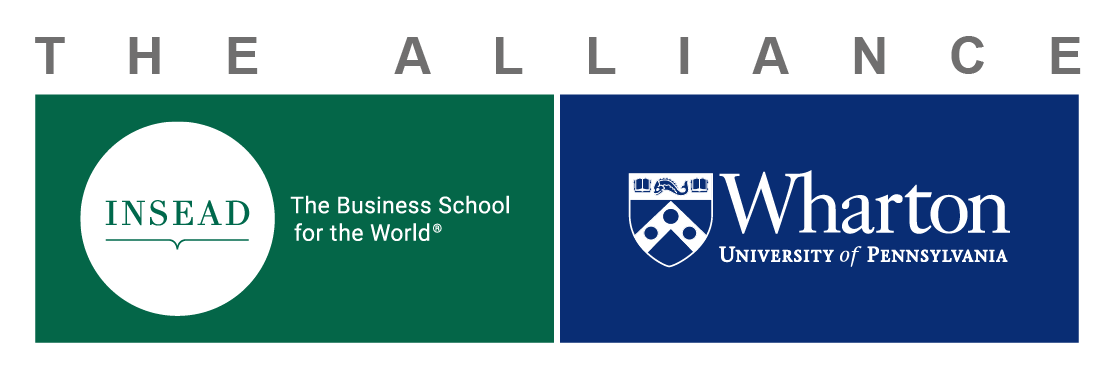 THE ALLIANCE
INSEAD
The Business School
for the World®
Wharton
UNIVERSITY of PENNSYLVANIA